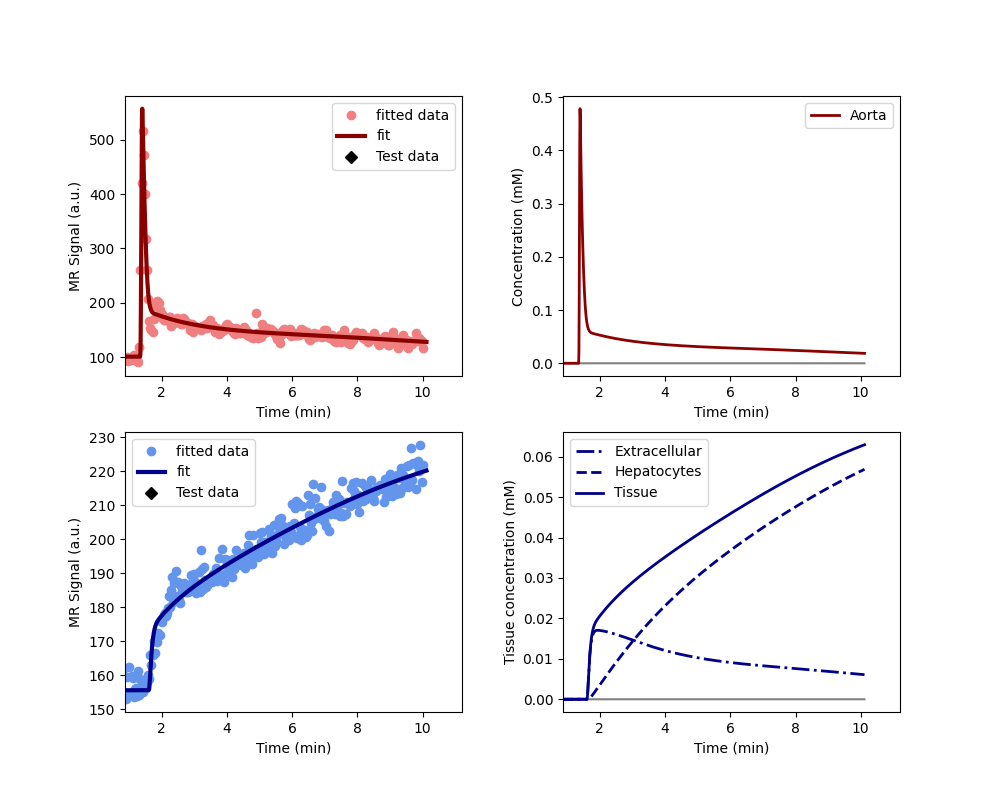 MR Signal (a.u.)
500
400
300
200
100
fitted data
fit
Test data
2 4 6 8 10
Time (min)
Concentration (mM)
0.5
0.4
0.3
0.2
0.1
0.0
Aorta
2 4 6 8 10
Time (min)
MR Signal (a.u.)
230
220
210
200
190
180
170
160
150
fitted data
fit
Test data
2 4 6 8 10
Time (min)
Tissue concentration (mM)
0.06
0.05
0.04
0.03
0.02
0.01
0.00
Extracellular
Hepatocytes
Tissue
2 4 6 8 10
Time (min)